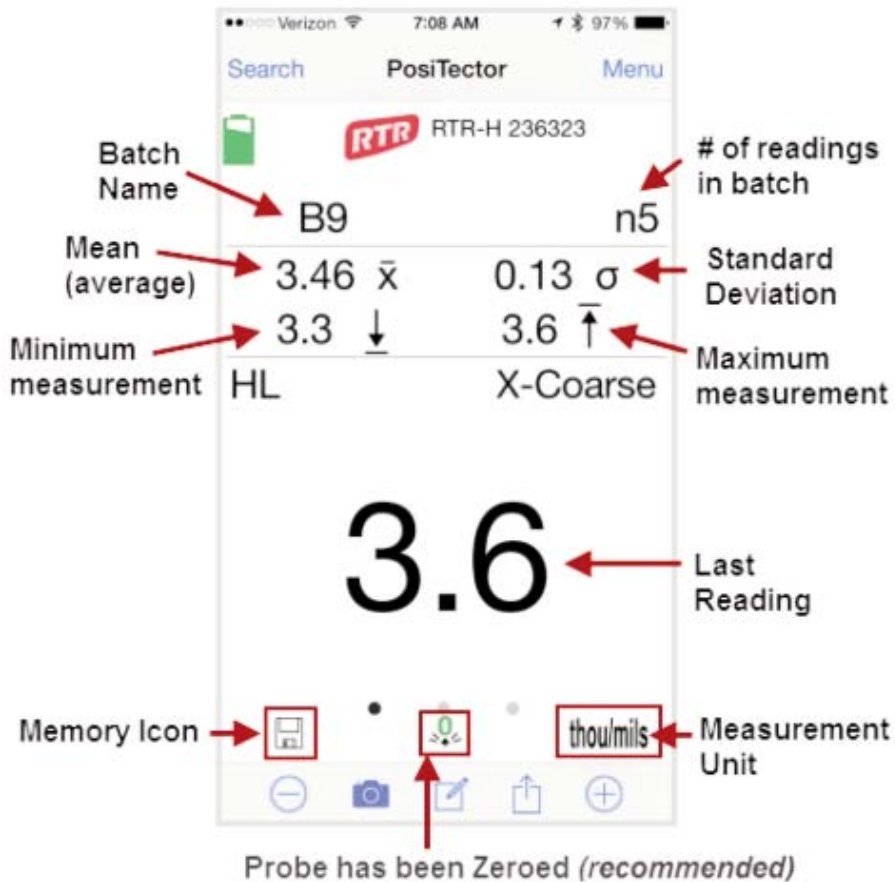 Verizon 7:08 AM 97%
Search PosiTector Menu
RTR RTR-H 236323
Batch
Name
# of readings
in batch
B9 n5
Mean
(average)
3.46 x̄ 0.13 σ
Standard
Deviation
Minimum
measurement
3.3 3.6
Maximum
measurement
HL X-Coarse
3.6
Last
Reading
Memory Icon
0
thou/mils
Measurement
Unit
Probe has been Zeroed (recommended)